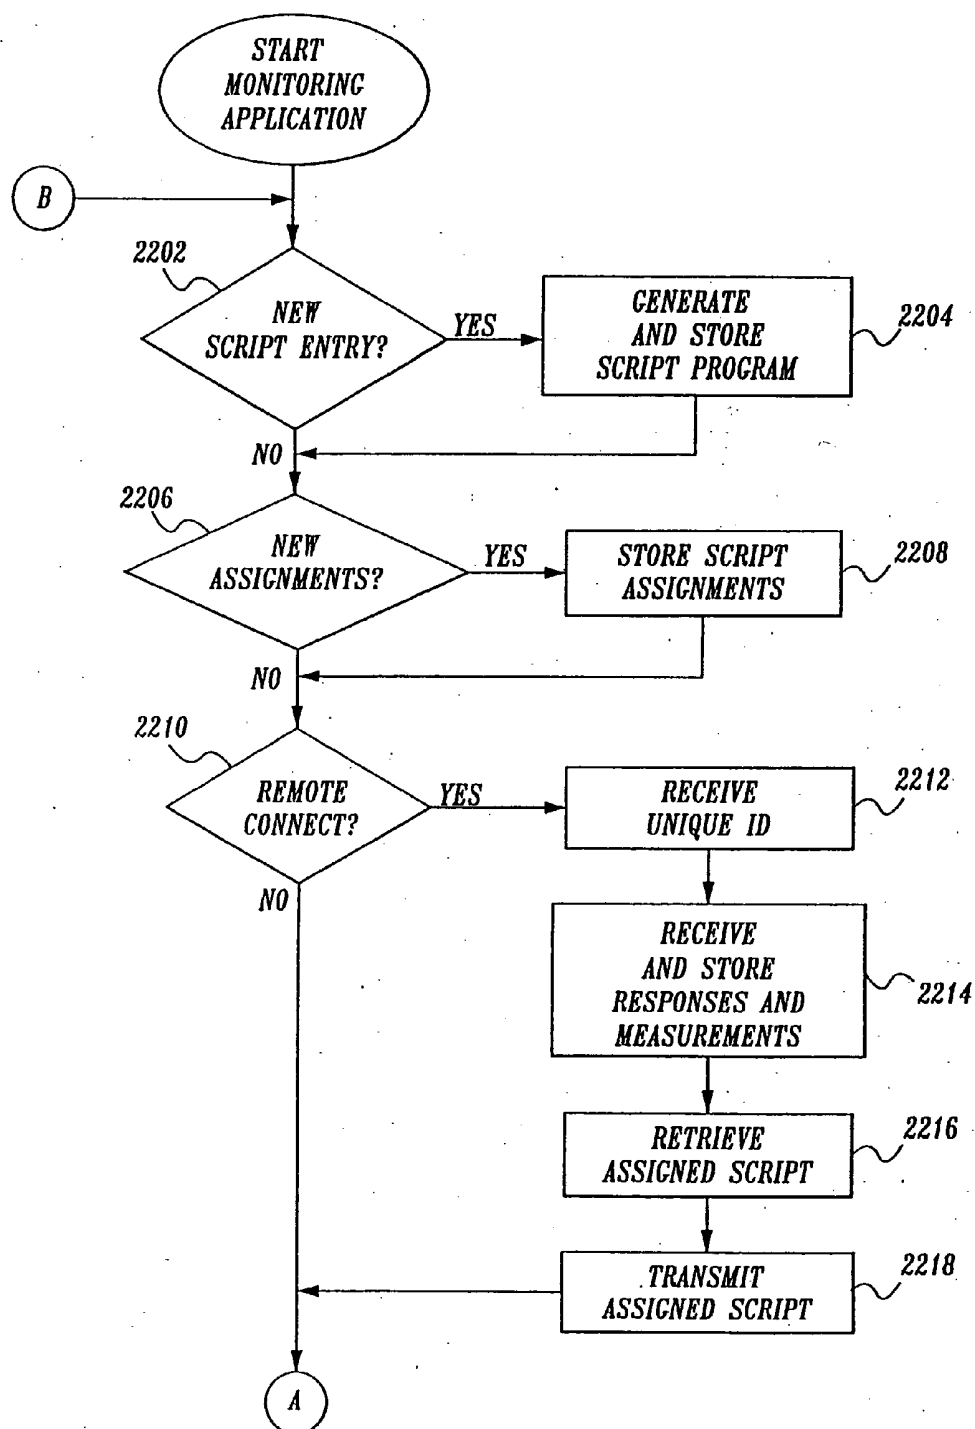 START
MONITORING
APPLICATION
B
2202
NEW
SCRIPT ENTRY?
YES
GENERATE
AND STORE
SCRIPT PROGRAM
2204
NO
2206
NEW
ASSIGNMENTS?
YES
STORE SCRIPT
ASSIGNMENTS
2208
NO
2210
REMOTE
CONNECT?
YES
RECEIVE
UNIQUE ID
2212
NO
RECEIVE
AND STORE
RESPONSES AND
MEASUREMENTS
2214
RETRIEVE
ASSIGNED SCRIPT
2216
TRANSMIT
ASSIGNED SCRIPT
2218
A